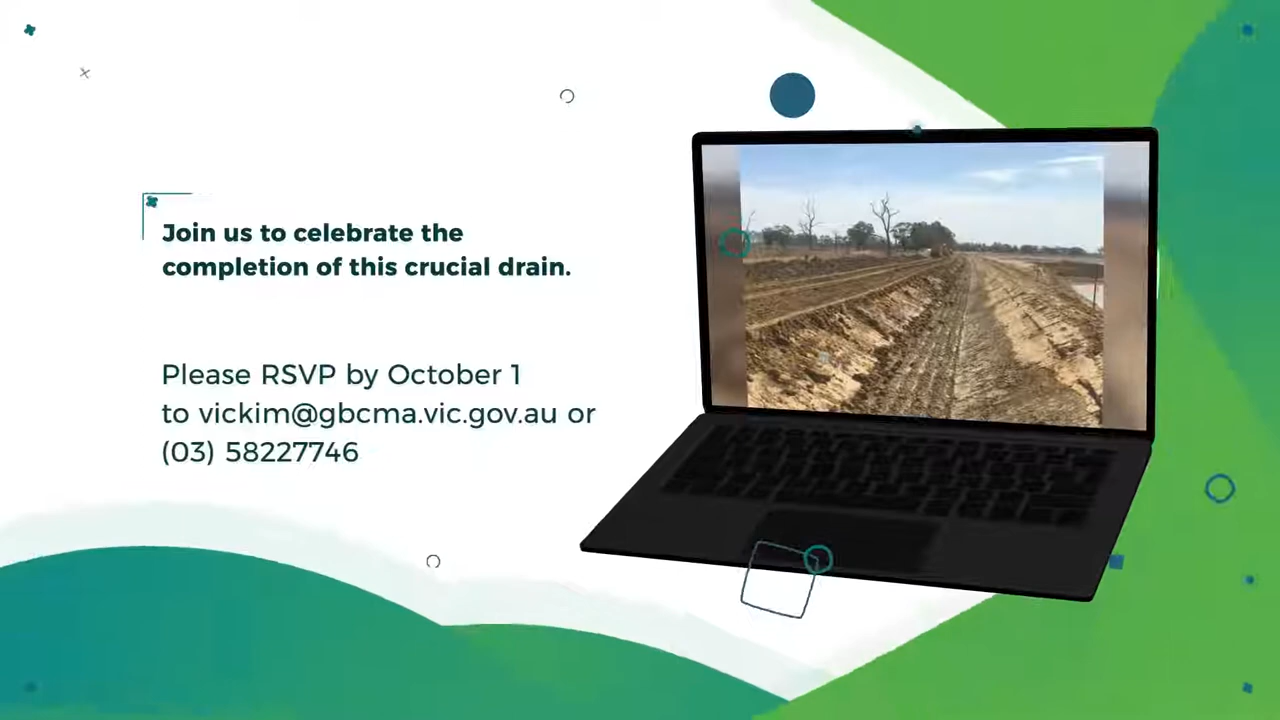 Join us to celebrate the
completion of this crucial drain.
Please RSVP by October 1
to vickim@gbcma.vic.gov.au or
(03) 58227746